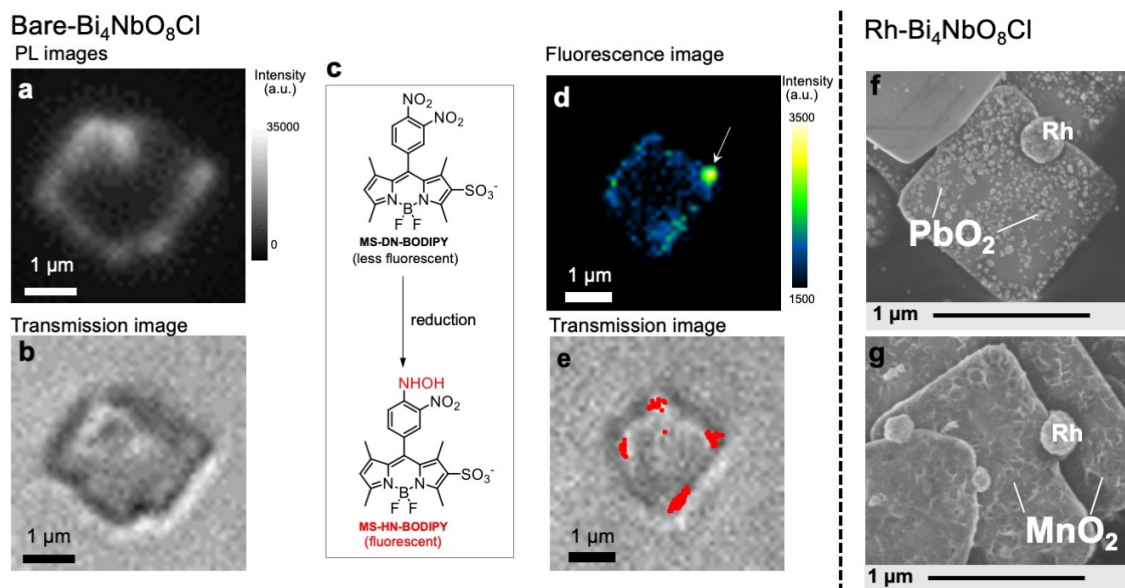 Bare-Bi₄NbO₈Cl
PL images
a
Intensity
(a.u.)
35000
0
1 µm
Transmission image
b
1 µm
c
NO₂
NO₂
SO₃⁻
N
N
B
F
F
MS-DN-BODIPY
(less fluorescent)
reduction
NHOH
NO₂
SO₃⁻
N
N
B
F
F
MS-HN-BODIPY
(fluorescent)
Fluorescence image
d
Intensity
(a.u.)
3500
1500
1 µm
Transmission image
e
1 µm
Rh-Bi₄NbO₈Cl
f
Rh
PbO₂
1 µm
g
Rh
MnO₂
1 µm